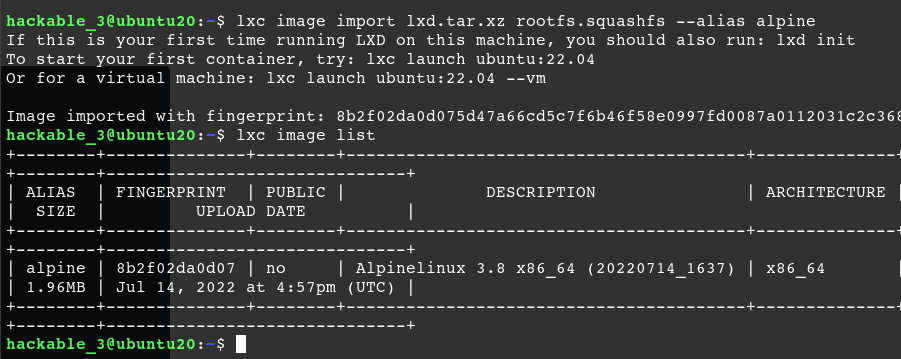 hackable_3@ubuntu20:~$ lxc image import lxd.tar.xz rootfs.squashfs --alias alpine
If this is your first time running LXD on this machine, you should also run: lxd init
To start your first container, try: lxc launch ubuntu:22.04
Or for a virtual machine: lxc launch ubuntu:22.04 --vm

Image imported with fingerprint: 8b2f02da0d075d47a66cd5c7f6b46f58e0997fd0087a0112031c2c368
hackable_3@ubuntu20:~$ lxc image list
+--------+--------------+--------+-----------------------------------------+--------------+
+--------+-------------------------------+
| ALIAS  | FINGERPRINT  | PUBLIC |               DESCRIPTION               | ARCHITECTURE |
|  SIZE  |         UPLOAD DATE           |
+--------+--------------+--------+-----------------------------------------+--------------+
+--------+-------------------------------+
| alpine | 8b2f02da0d07 | no     | Alpinelinux 3.8 x86_64 (20220714_1637) | x86_64       |
| 1.96MB | Jul 14, 2022 at 4:57pm (UTC) |
+--------+--------------+--------+-----------------------------------------+--------------+
+--------+-------------------------------+
hackable_3@ubuntu20:~$